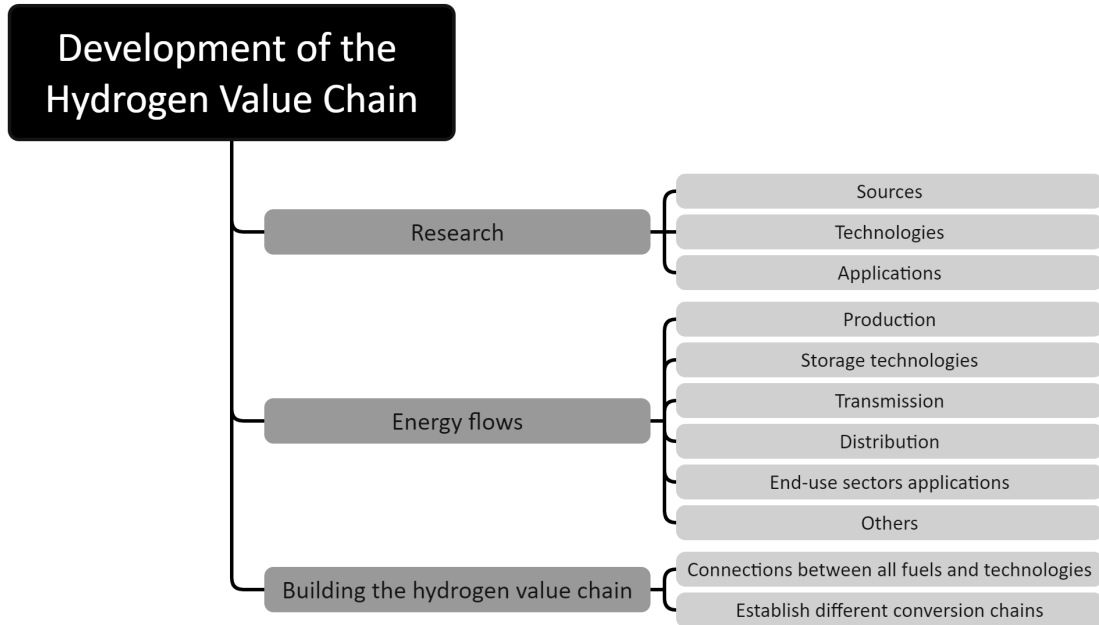 Development of the
Hydrogen Value Chain
Research
Sources
Technologies
Applications
Energy flows
Production
Storage technologies
Transmission
Distribution
End-use sectors applications
Others
Building the hydrogen value chain
Connections between all fuels and technologies
Establish different conversion chains